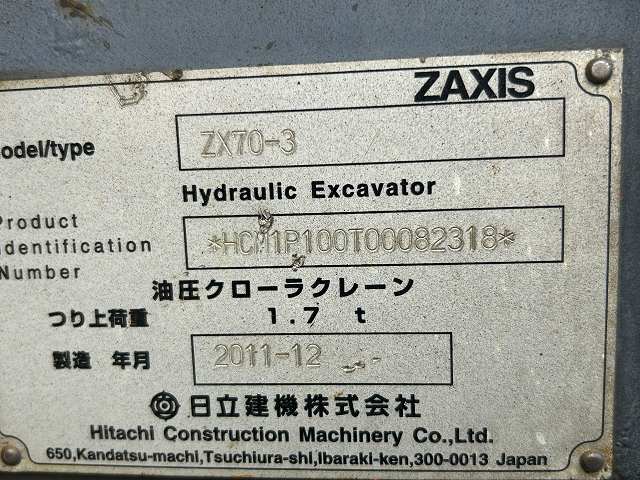 ZAXIS
odel/type ZX70-3
Hydraulic Excavator
Product
dentification *HCM1P100T00082318*
Number
油圧クローラクレーン
つり上荷重 1.7 t
製造 年月 2011-12
日立建機株式会社
Hitachi Construction Machinery Co.,Ltd.
650,Kandatsu-machi,Tsuchiura-shi,Ibaraki-ken,300-0013 Japan